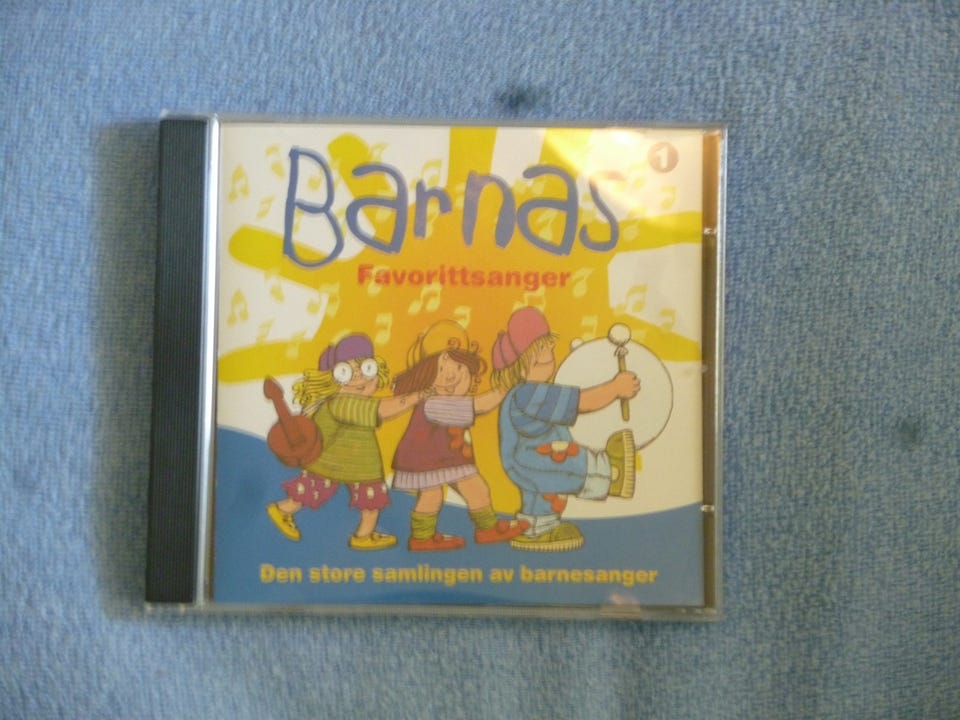 1
Barnas
Favorittsanger
Den store samlingen av barnesanger